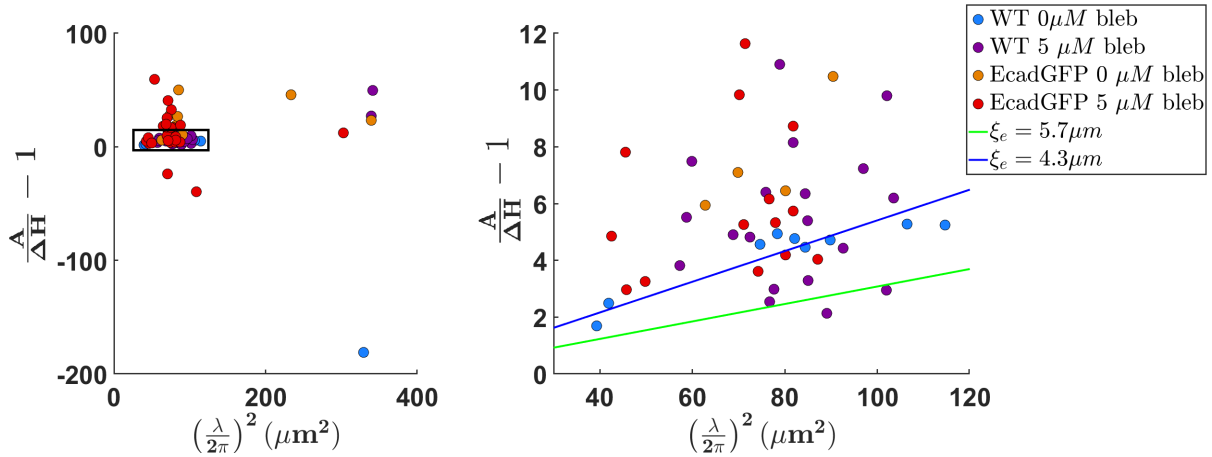 100
0
-100
-200
0
200
400
A/ΔH − 1
(λ/2π)² (μm²)
12
10
8
6
4
2
0
40
60
80
100
120
A/ΔH − 1
(λ/2π)² (μm²)
WT 0μM bleb
WT 5 μM bleb
EcadGFP 0 μM bleb
EcadGFP 5 μM bleb
ξₑ = 5.7μm
ξₑ = 4.3μm